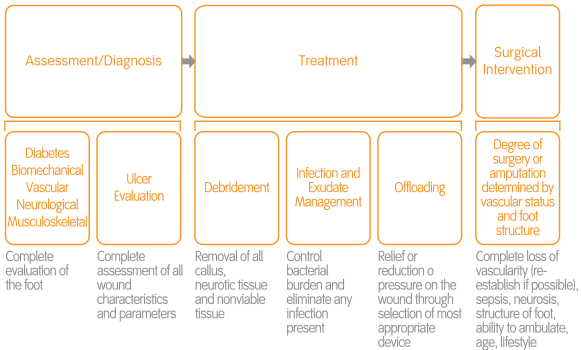 Assessment/Diagnosis
Treatment
Surgical
Intervention
Diabetes
Biomechanical
Vascular
Neurological
Musculoskeletal
Ulcer
Evaluation
Debridement
Infection and
Exudate
Management
Offloading
Degree of
surgery or
amputation
determined by
vascular status
and foot
structure
Complete
evaluation of
the foot
Complete
assessment of all
wound
characteristics
and parameters
Removal of all
callus,
neurotic tissue
and nonviable
tissue
Control
bacterial
burden and
eliminate any
infection
present
Relief or
reduction o
pressure on the
wound through
selection of most
appropriate
device
Complete loss of
vascularity (re-
establish if possible),
sepsis, neurosis,
structure of foot,
ability to ambulate,
age, lifestyle